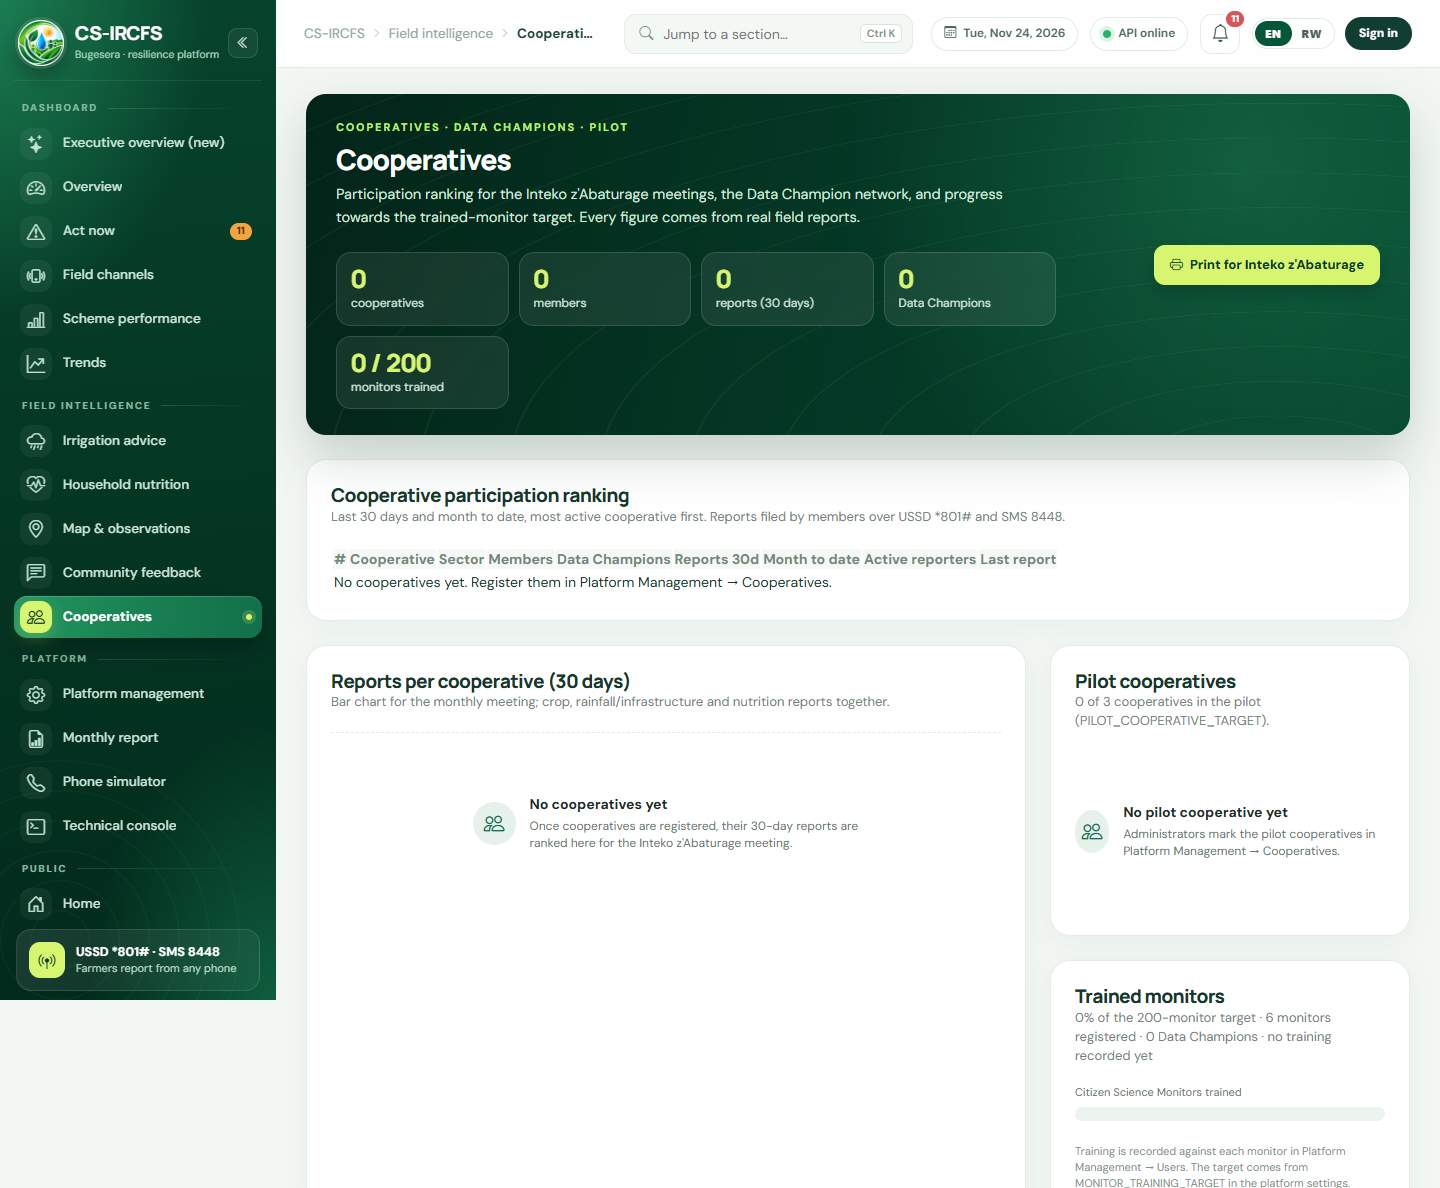 CS-IRCFS
Bugesera · resilience platform
DASHBOARD
Executive overview (new)
Overview
Act now
11
Field channels
Scheme performance
Trends
FIELD INTELLIGENCE
Irrigation advice
Household nutrition
Map & observations
Community feedback
Cooperatives
PLATFORM
Platform management
Monthly report
Phone simulator
Technical console
PUBLIC
Home
USSD *801# · SMS 8448
Farmers report from any phone
CS-IRCFS > Field intelligence > Cooperati...
Jump to a section...
Ctrl K
Tue, Nov 24, 2026
API online
11
EN
RW
Sign in
COOPERATIVES · DATA CHAMPIONS · PILOT
Cooperatives
Participation ranking for the Inteko z'Abaturage meetings, the Data Champion network, and progress
towards the trained-monitor target. Every figure comes from real field reports.
0
cooperatives
0
members
0
reports (30 days)
0
Data Champions
0 / 200
monitors trained
Print for Inteko z'Abaturage
Cooperative participation ranking
Last 30 days and month to date, most active cooperative first. Reports filed by members over USSD *801# and SMS 8448.
# Cooperative Sector Members Data Champions Reports 30d Month to date Active reporters Last report
No cooperatives yet. Register them in Platform Management → Cooperatives.
Reports per cooperative (30 days)
Bar chart for the monthly meeting; crop, rainfall/infrastructure and nutrition reports together.
No cooperatives yet
Once cooperatives are registered, their 30-day reports are
ranked here for the Inteko z'Abaturage meeting.
Pilot cooperatives
0 of 3 cooperatives in the pilot
(PILOT_COOPERATIVE_TARGET).
No pilot cooperative yet
Administrators mark the pilot cooperatives in
Platform Management → Cooperatives.
Trained monitors
0% of the 200-monitor target · 6 monitors
registered · 0 Data Champions · no training
recorded yet
Citizen Science Monitors trained
Training is recorded against each monitor in Platform
Management → Users. The target comes from
MONITOR_TRAINING_TARGET in the platform settings.